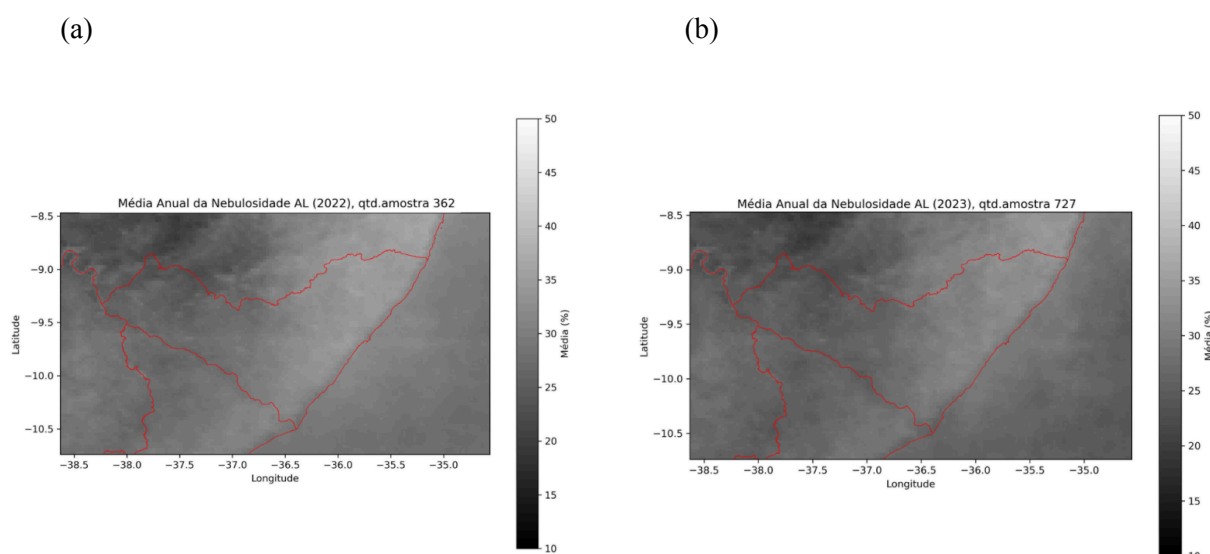 (a)
(b)
Média Anual da Nebulosidade AL (2022), qtd.amostra 362
−8.5
−9.0
−9.5
−10.0
−10.5
Latitude
−38.5 −38.0 −37.5 −37.0 −36.5 −36.0 −35.5 −35.0
Longitude
50
45
40
35
30
25
20
15
10
Média (%)
Média Anual da Nebulosidade AL (2023), qtd.amostra 727
−8.5
−9.0
−9.5
−10.0
−10.5
Latitude
−38.5 −38.0 −37.5 −37.0 −36.5 −36.0 −35.5 −35.0
Longitude
50
45
40
35
30
25
20
15
10
Média (%)